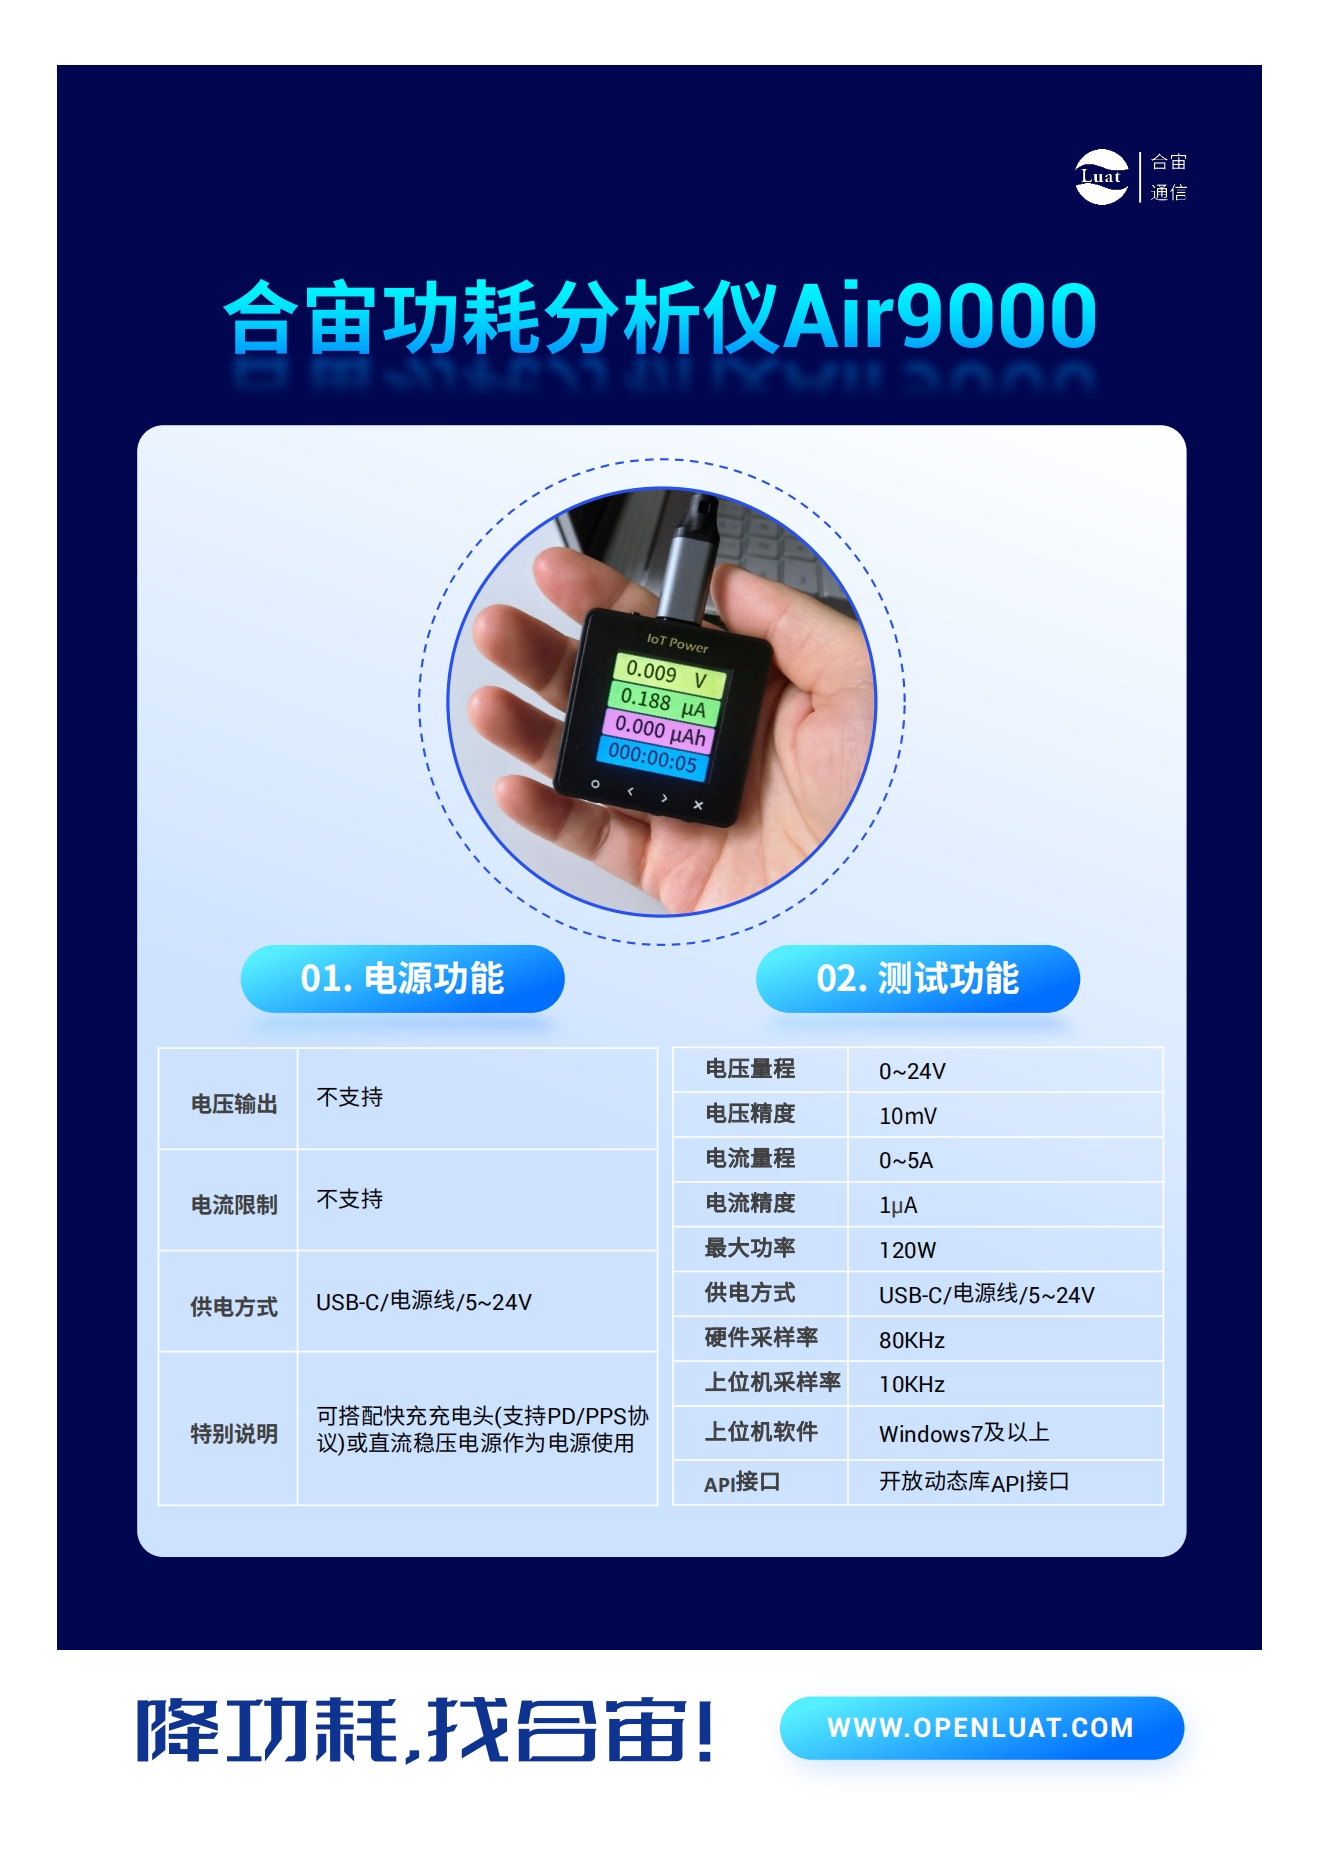 Luat
合宙
通信
合宙功耗分析仪Air9000
IoT Power
0.009 V
0.188 μA
0.000 μAh
000:00:05
01. 电源功能
电压输出 不支持
电流限制 不支持
供电方式 USB-C/电源线/5~24V
特别说明 可搭配快充充电头(支持PD/PPS协
议)或直流稳压电源作为电源使用
02. 测试功能
电压量程 0~24V
电压精度 10mV
电流量程 0~5A
电流精度 1μA
最大功率 120W
供电方式 USB-C/电源线/5~24V
硬件采样率 80KHz
上位机采样率 10KHz
上位机软件 Windows7及以上
API接口 开放动态库API接口
降功耗,找合宙!
WWW.OPENLUAT.COM